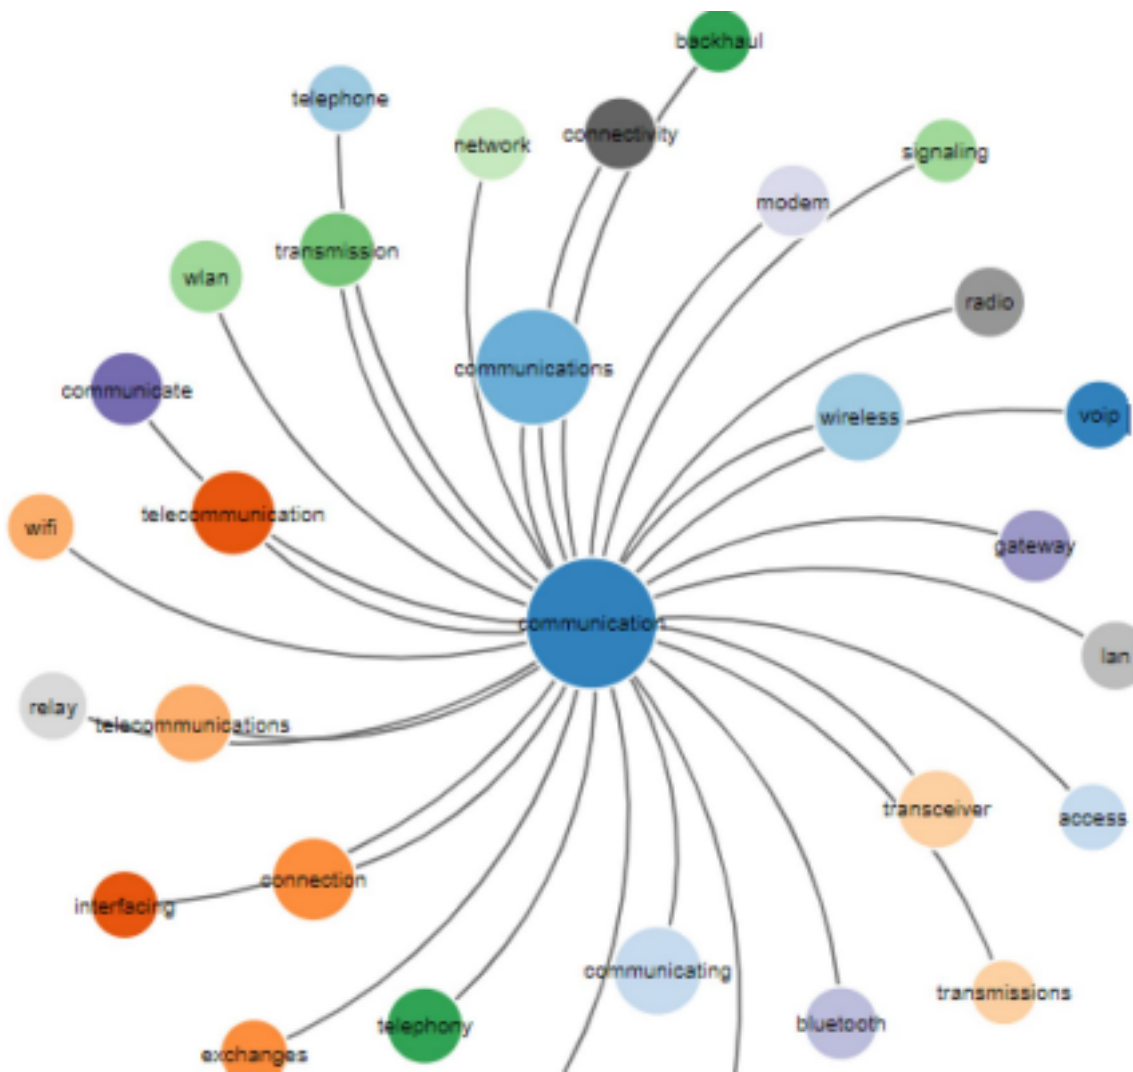 backhaul
telephone
connectivity
network
signaling
modem
transmission
wlan
radio
communications
communicate
wireless
voip
telecommunication
wifi
gateway
communication
lan
relay
telecommunications
transceiver
access
connection
interfacing
communicating
transmissions
telephony
bluetooth
exchanges